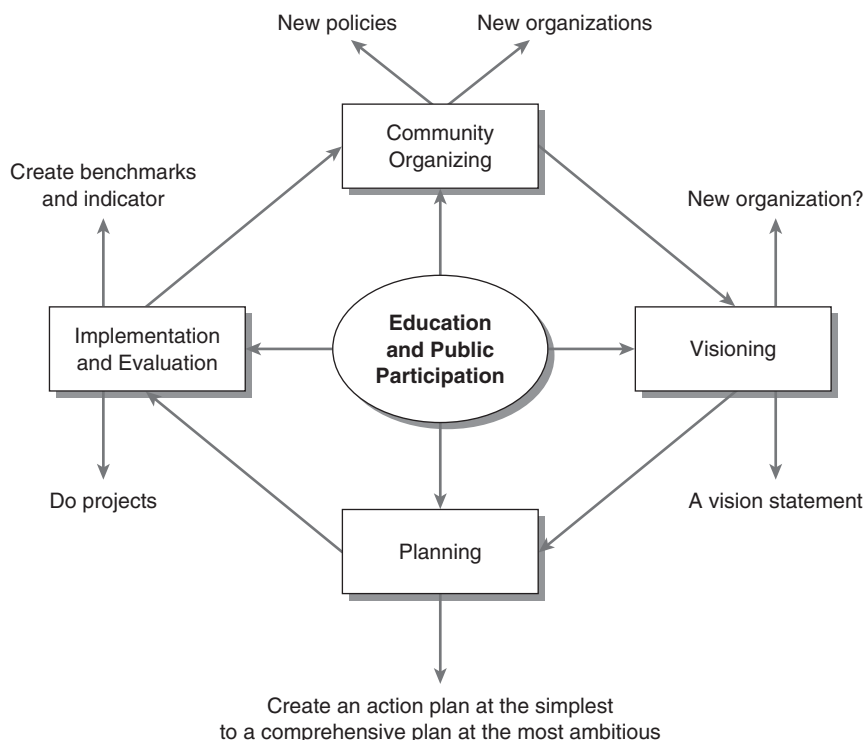 New policies
New organizations
Community
Organizing
Create benchmarks
and indicator
New organization?
Implementation
and Evaluation
Education
and Public
Participation
Visioning
Do projects
A vision statement
Planning
Create an action plan at the simplest
to a comprehensive plan at the most ambitious